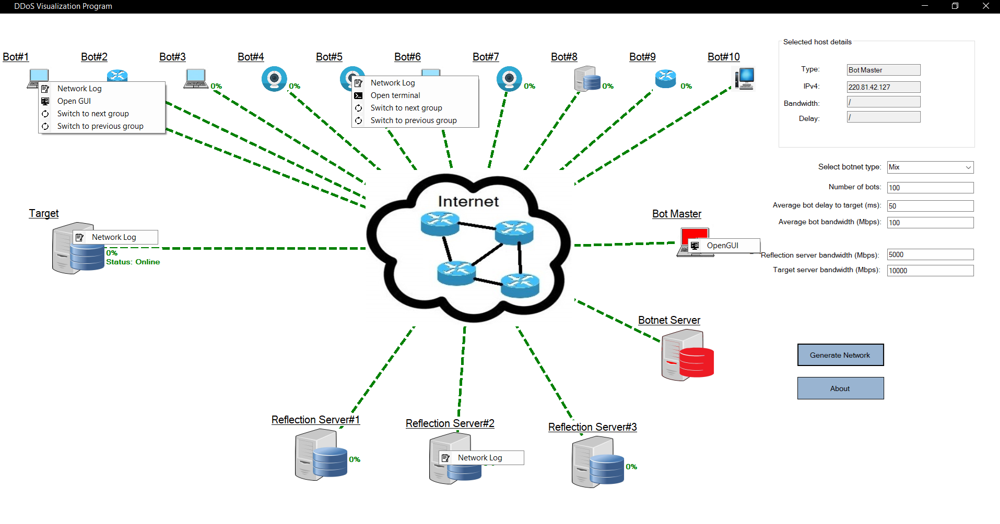 DDoS Visualization Program
Selected host details
Type: Bot Master
IPv4: 220.81.42.127
Bandwidth: /
Delay: /
Bot#1 Bot#2 Bot#3 Bot#4 Bot#5 Bot#6 Bot#7 Bot#8 Bot#9 Bot#10
0% 0% 0% 0% 0%
Network Log
Open GUI
Switch to next group
Switch to previous group
Network Log
Open terminal
Switch to next group
Switch to previous group
Select botnet type: Mix
Number of bots: 100
Average bot delay to target (ms): 50
Average bot bandwidth (Mbps): 100
Reflection server bandwidth (Mbps): 5000
Target server bandwidth (Mbps): 10000
Internet
Target
Network Log
0%
Status: Online
Bot Master
OpenGUI
Botnet Server
Generate Network
About
Reflection Server#1
0%
Reflection Server#2
Network Log
Reflection Server#3
0%